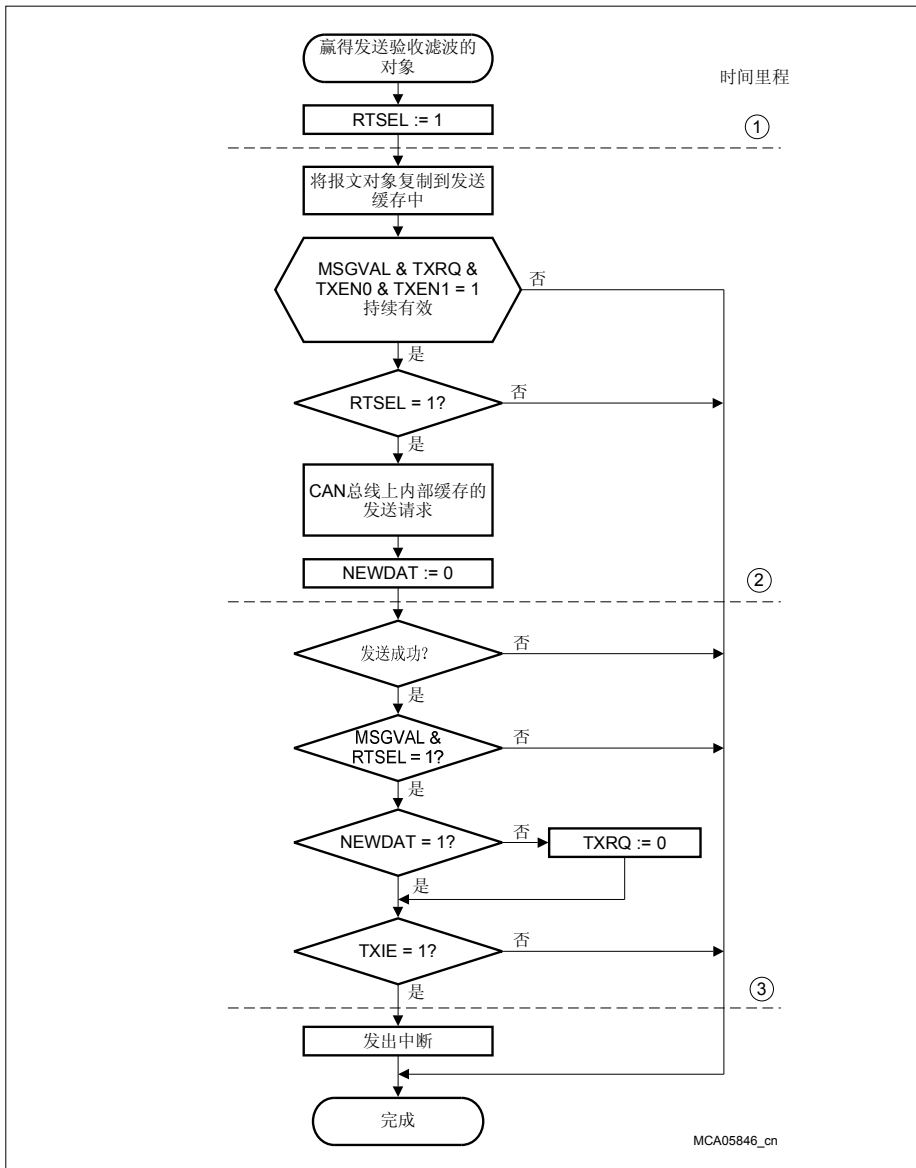 赢得发送验收滤波的
对象
时间里程
RTSEL := 1
①
将报文对象复制到发送
缓存中
MSGVAL & TXRQ &
TXEN0 & TXEN1 = 1
持续有效
否
是
RTSEL = 1?
否
是
CAN总线上内部缓存的
发送请求
NEWDAT := 0
②
发送成功?
否
是
MSGVAL &
RTSEL = 1?
否
是
NEWDAT = 1?
否
TXRQ := 0
是
TXIE = 1?
否
是
③
发出中断
完成
MCA05846_cn